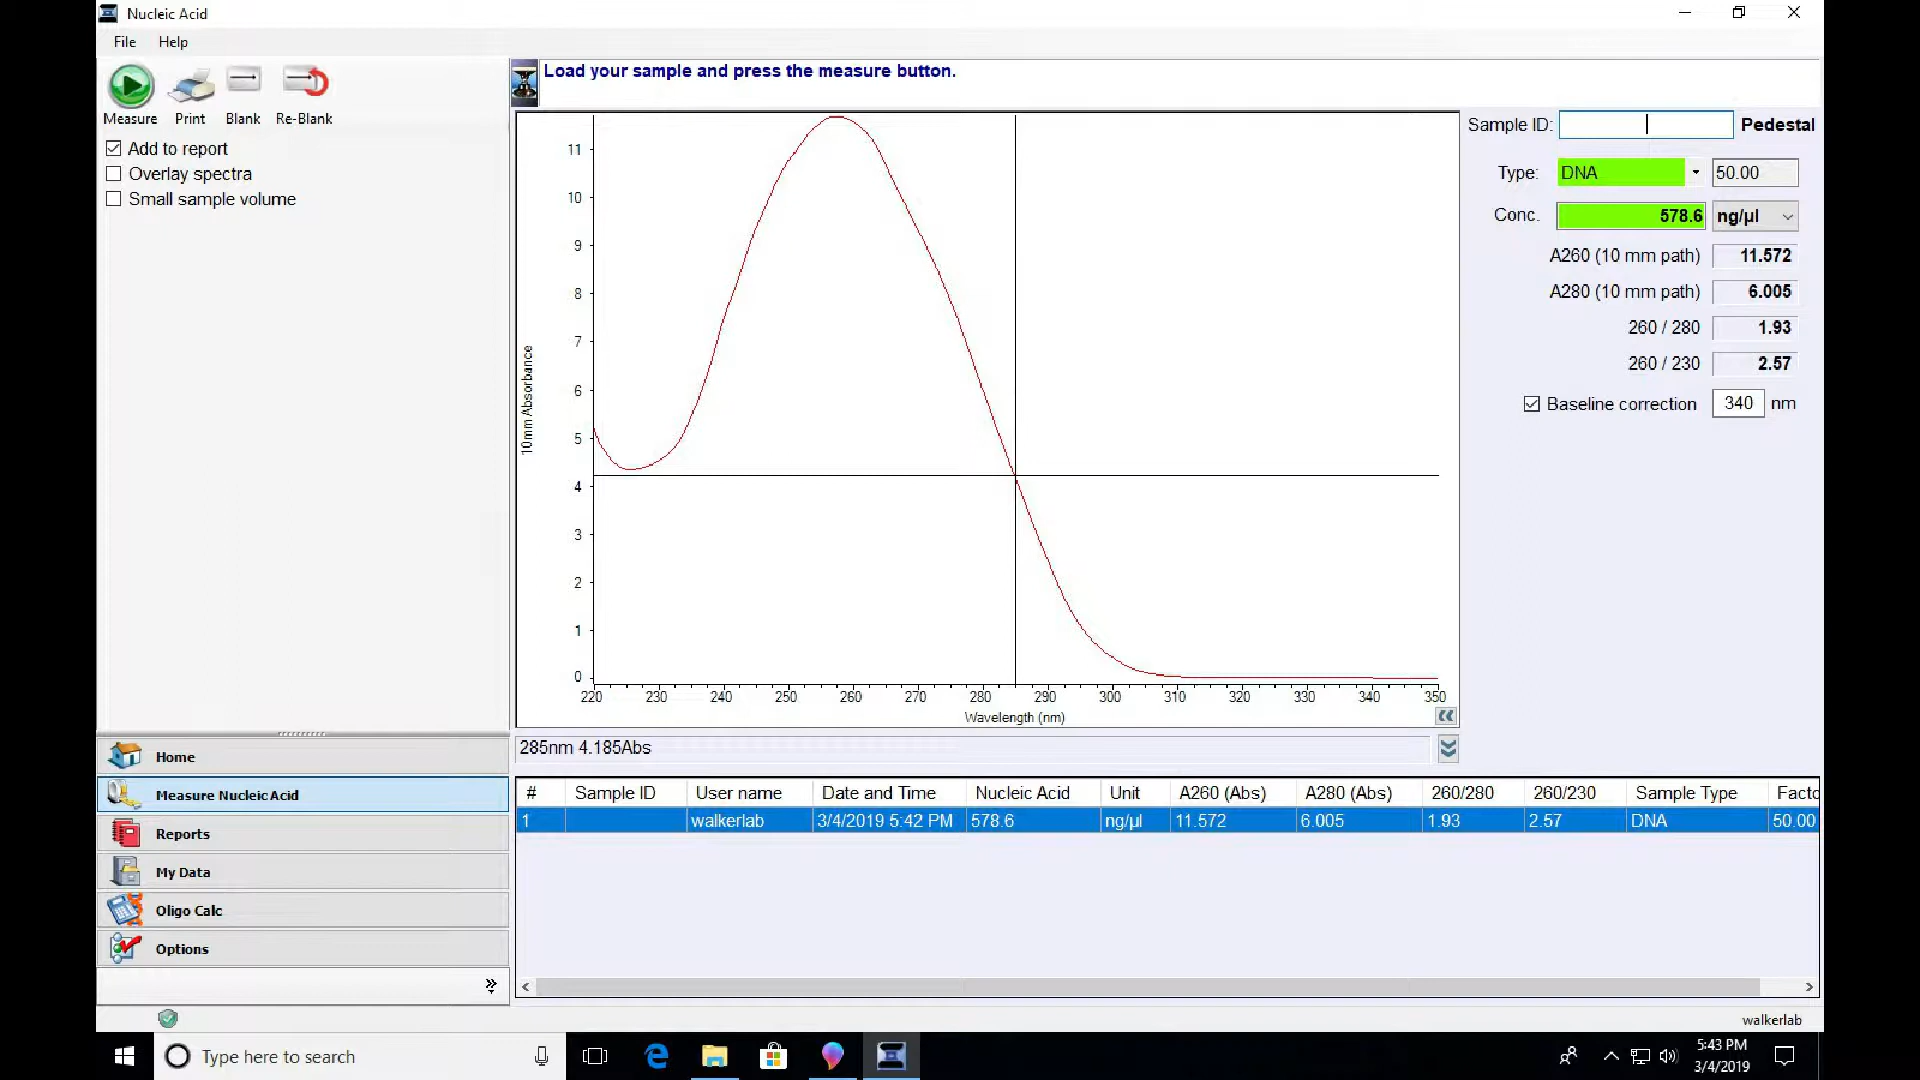 Nucleic Acid
File Help
Measure Print Blank Re-Blank
Add to report
Overlay spectra
Small sample volume
Load your sample and press the measure button.
10mm Absorbance
11
10
9
8
7
6
5
4
3
2
1
0
220 230 240 250 260 270 280 290 300 310 320 330 340 350
Wavelength (nm)
285nm 4.185Abs
Sample ID: Pedestal
Type: DNA 50.00
Conc. 578.6 ng/µl
A260 (10 mm path) 11.572
A280 (10 mm path) 6.005
260 / 280 1.93
260 / 230 2.57
Baseline correction 340 nm
Home
Measure Nucleic Acid
Reports
My Data
Oligo Calc
Options
# Sample ID User name Date and Time Nucleic Acid Unit A260 (Abs) A280 (Abs) 260/280 260/230 Sample Type Facto
1 walkerlab 3/4/2019 5:42 PM 578.6 ng/µl 11.572 6.005 1.93 2.57 DNA 50.00
walkerlab
Type here to search
5:43 PM
3/4/2019